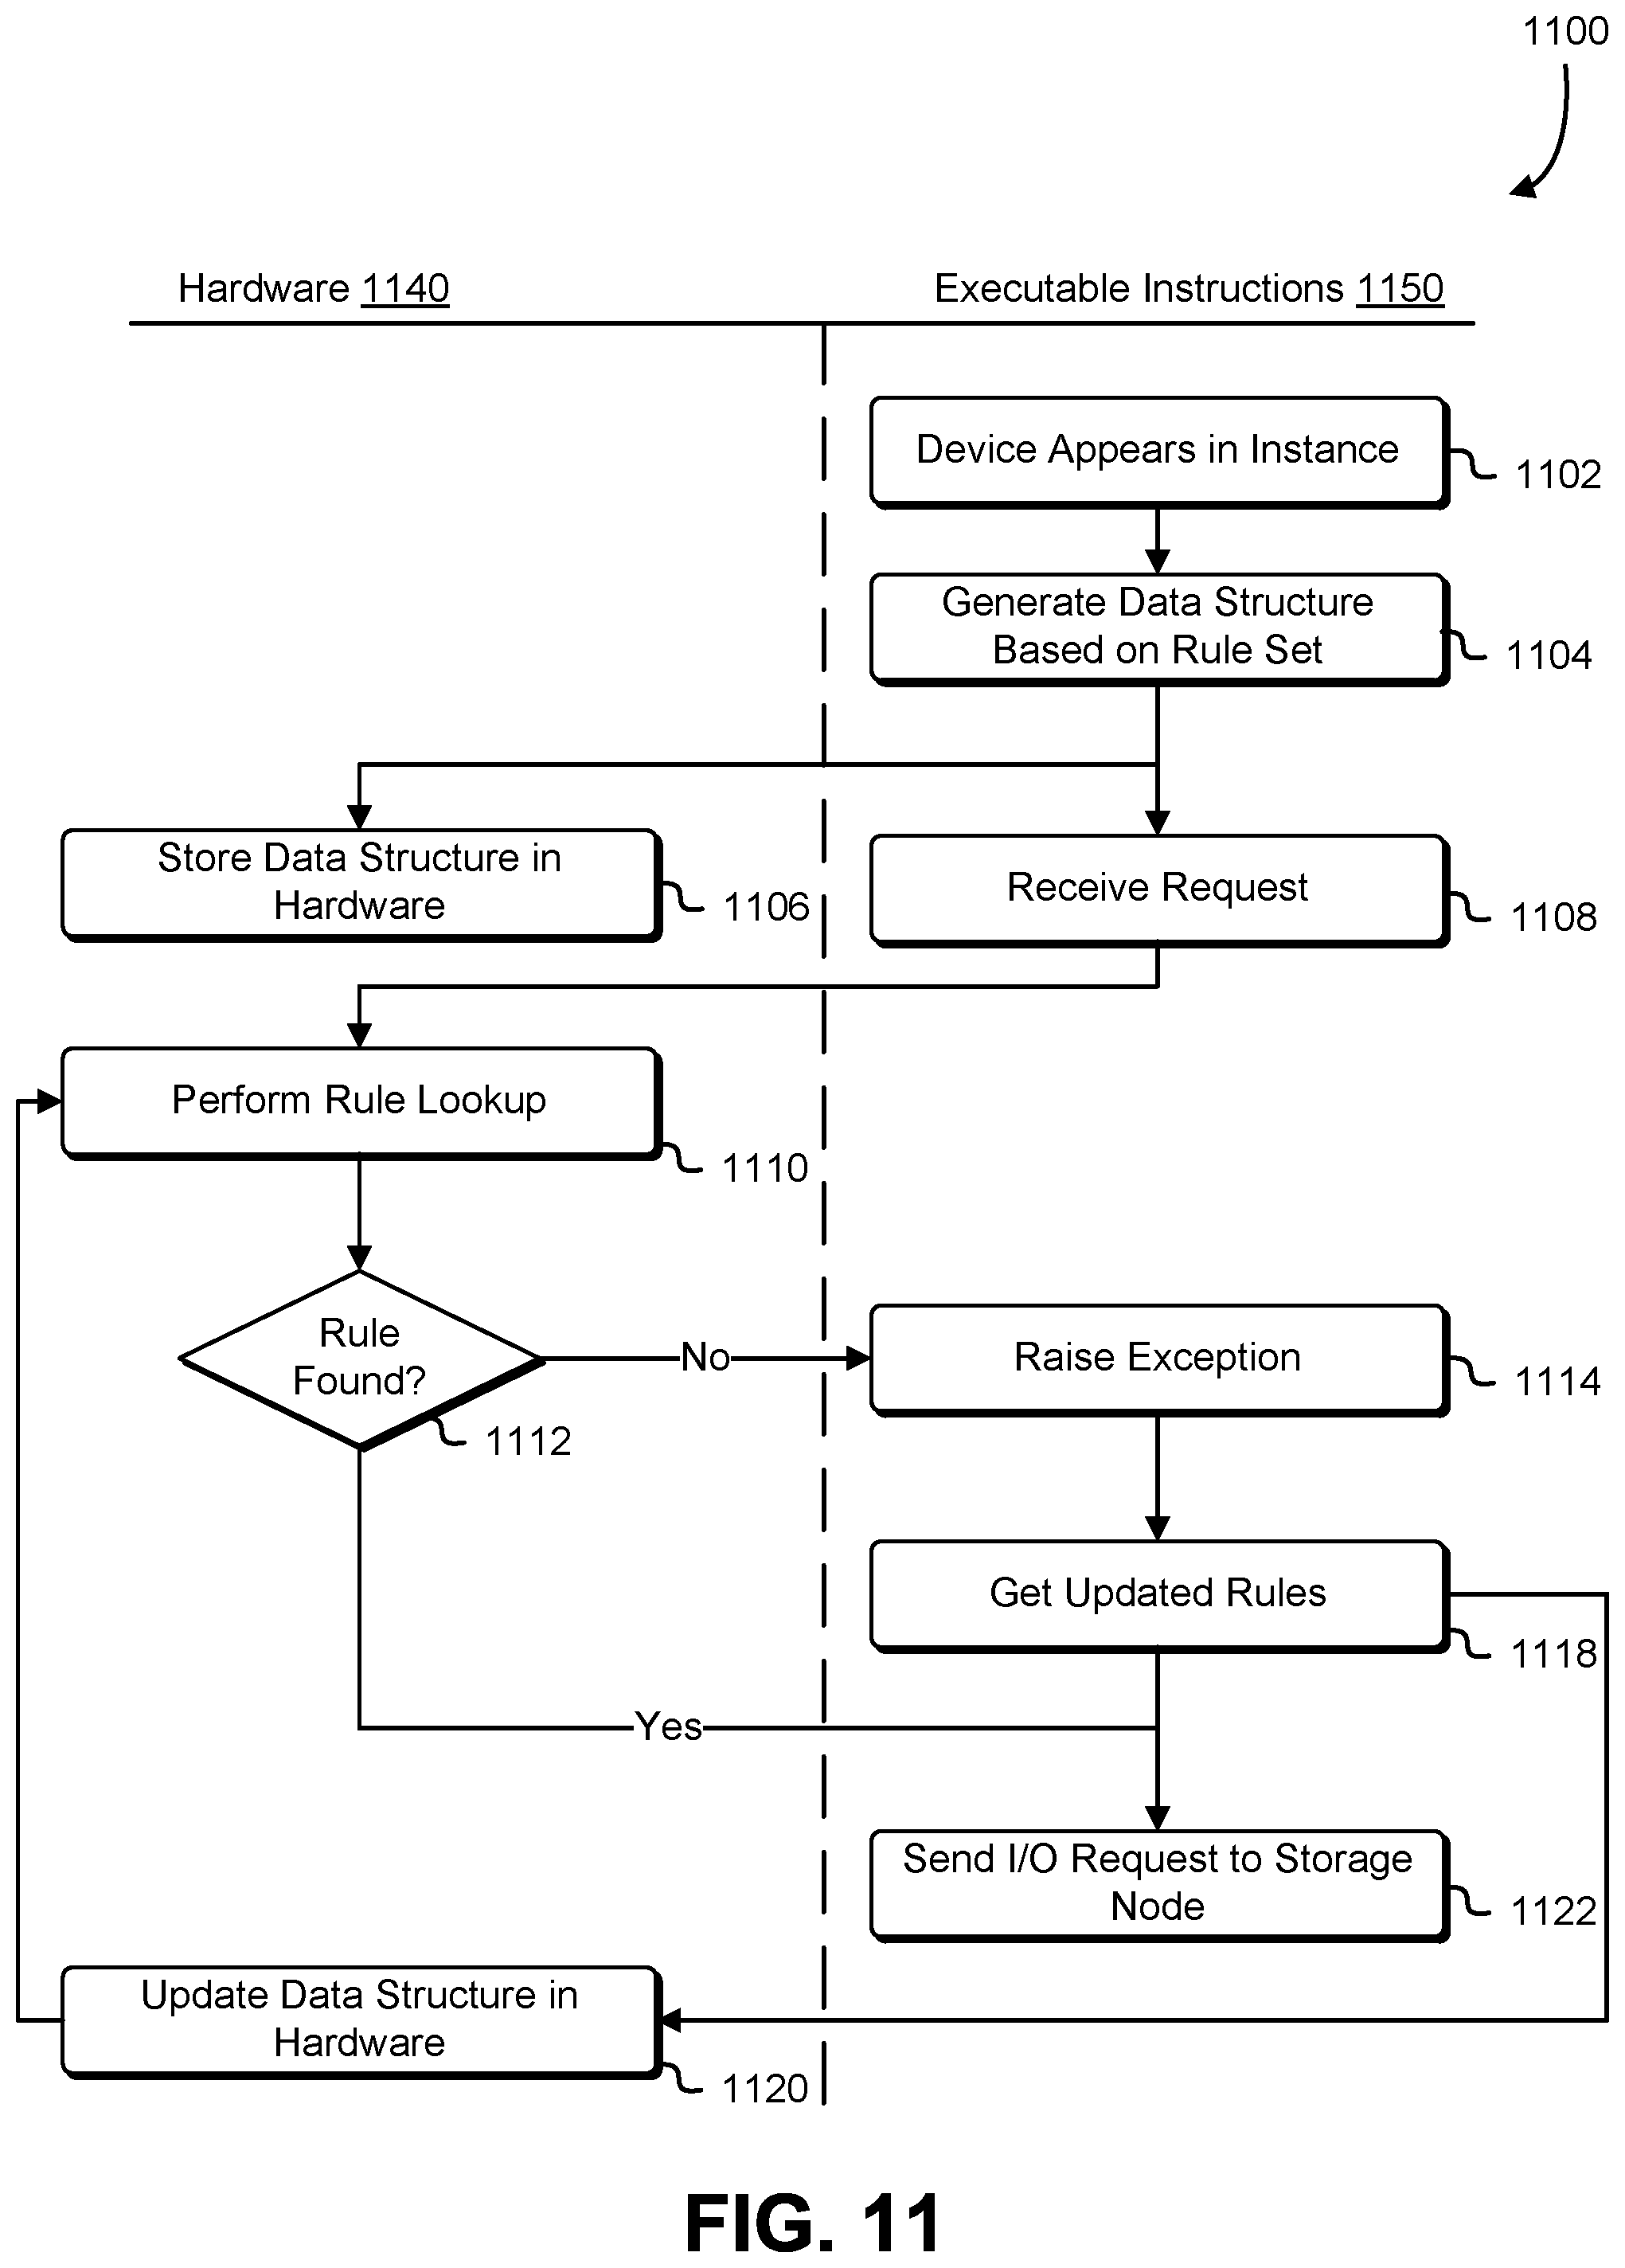 1100
Hardware 1140
Executable Instructions 1150
Device Appears in Instance
1102
Generate Data Structure
Based on Rule Set
1104
Store Data Structure in
Hardware
1106
Receive Request
1108
Perform Rule Lookup
1110
Rule
Found?
1112
No
Raise Exception
1114
Get Updated Rules
1118
Yes
Send I/O Request to Storage
Node
1122
Update Data Structure in
Hardware
1120
FIG. 11